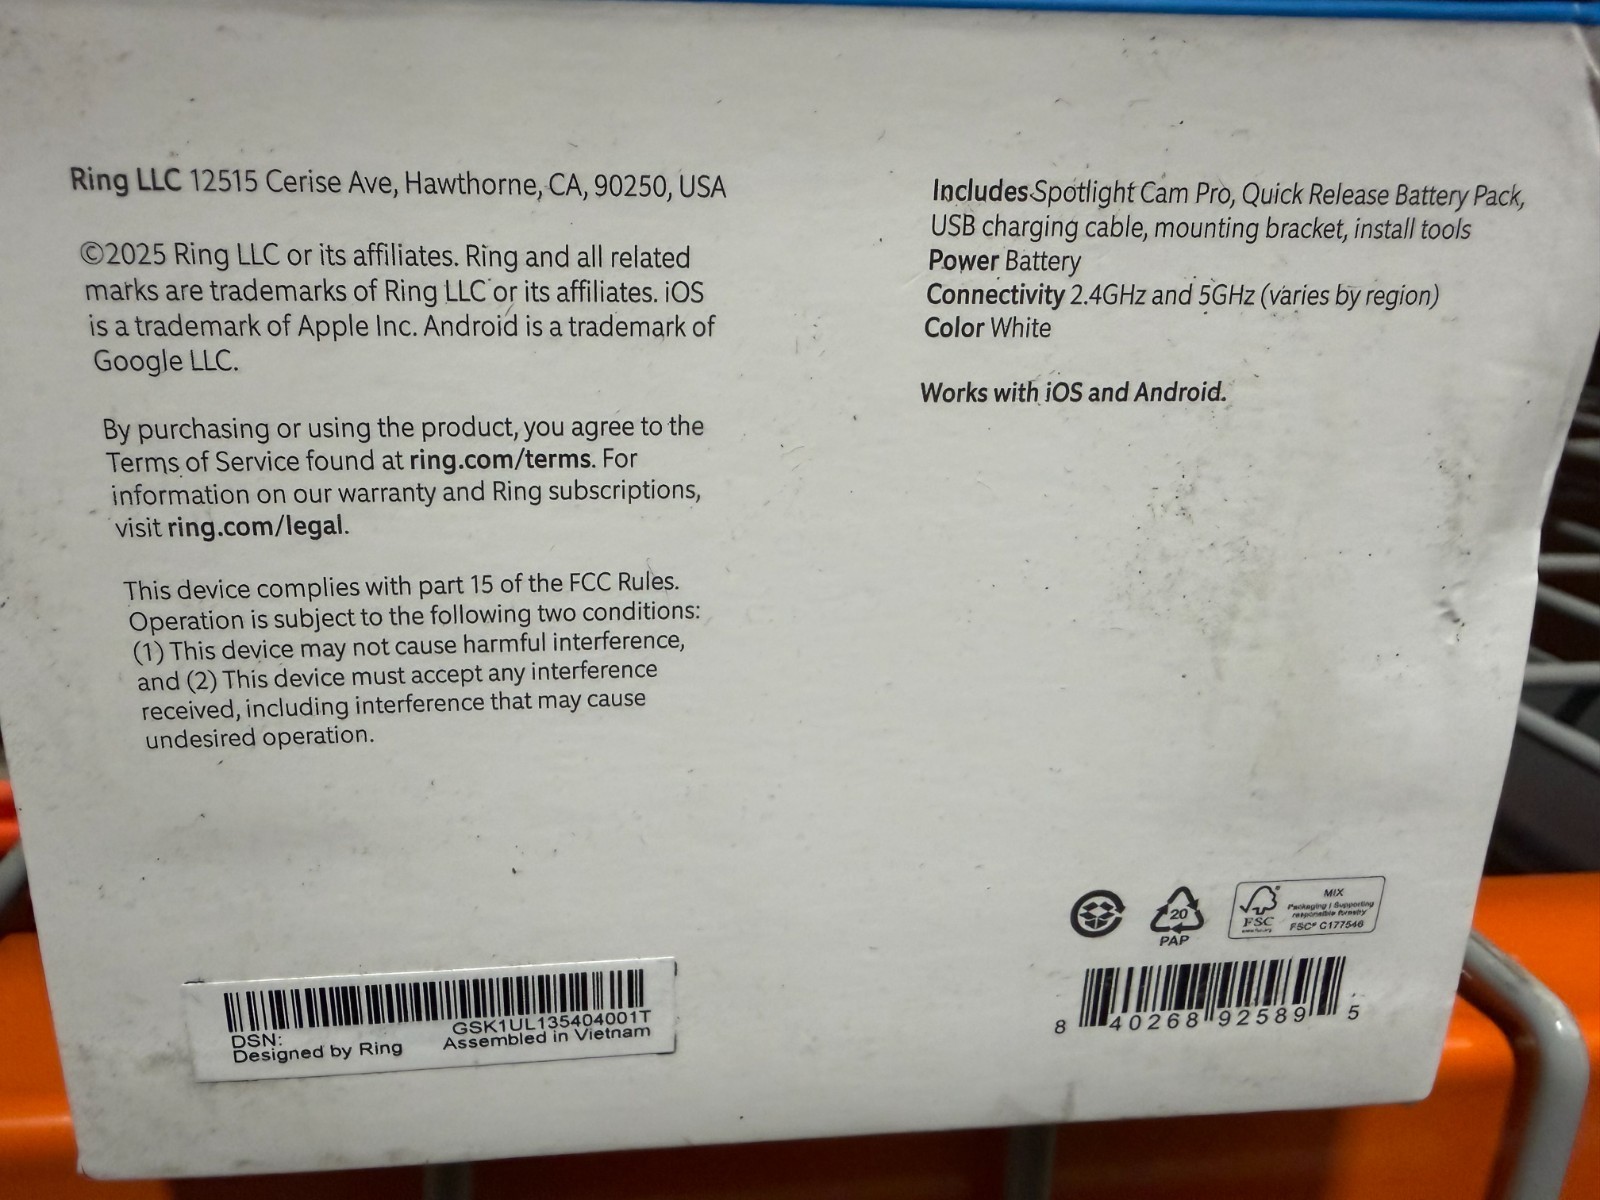 Ring LLC 12515 Cerise Ave, Hawthorne, CA, 90250, USA
©2025 Ring LLC or its affiliates. Ring and all related
marks are trademarks of Ring LLC or its affiliates. iOS
is a trademark of Apple Inc. Android is a trademark of
Google LLC.
By purchasing or using the product, you agree to the
Terms of Service found at ring.com/terms. For
information on our warranty and Ring subscriptions,
visit ring.com/legal.
This device complies with part 15 of the FCC Rules.
Operation is subject to the following two conditions:
(1) This device may not cause harmful interference,
and (2) This device must accept any interference
received, including interference that may cause
undesired operation.
Includes Spotlight Cam Pro, Quick Release Battery Pack,
USB charging cable, mounting bracket, install tools
Power Battery
Connectivity 2.4GHz and 5GHz (varies by region)
Color White
Works with iOS and Android.
DSN: GSK1UL135404001T
Designed by Ring Assembled in Vietnam
20
PAP
FSC
MIX
Packaging | Supporting
responsible forestry
FSC® C177546
8 40268 92589 5